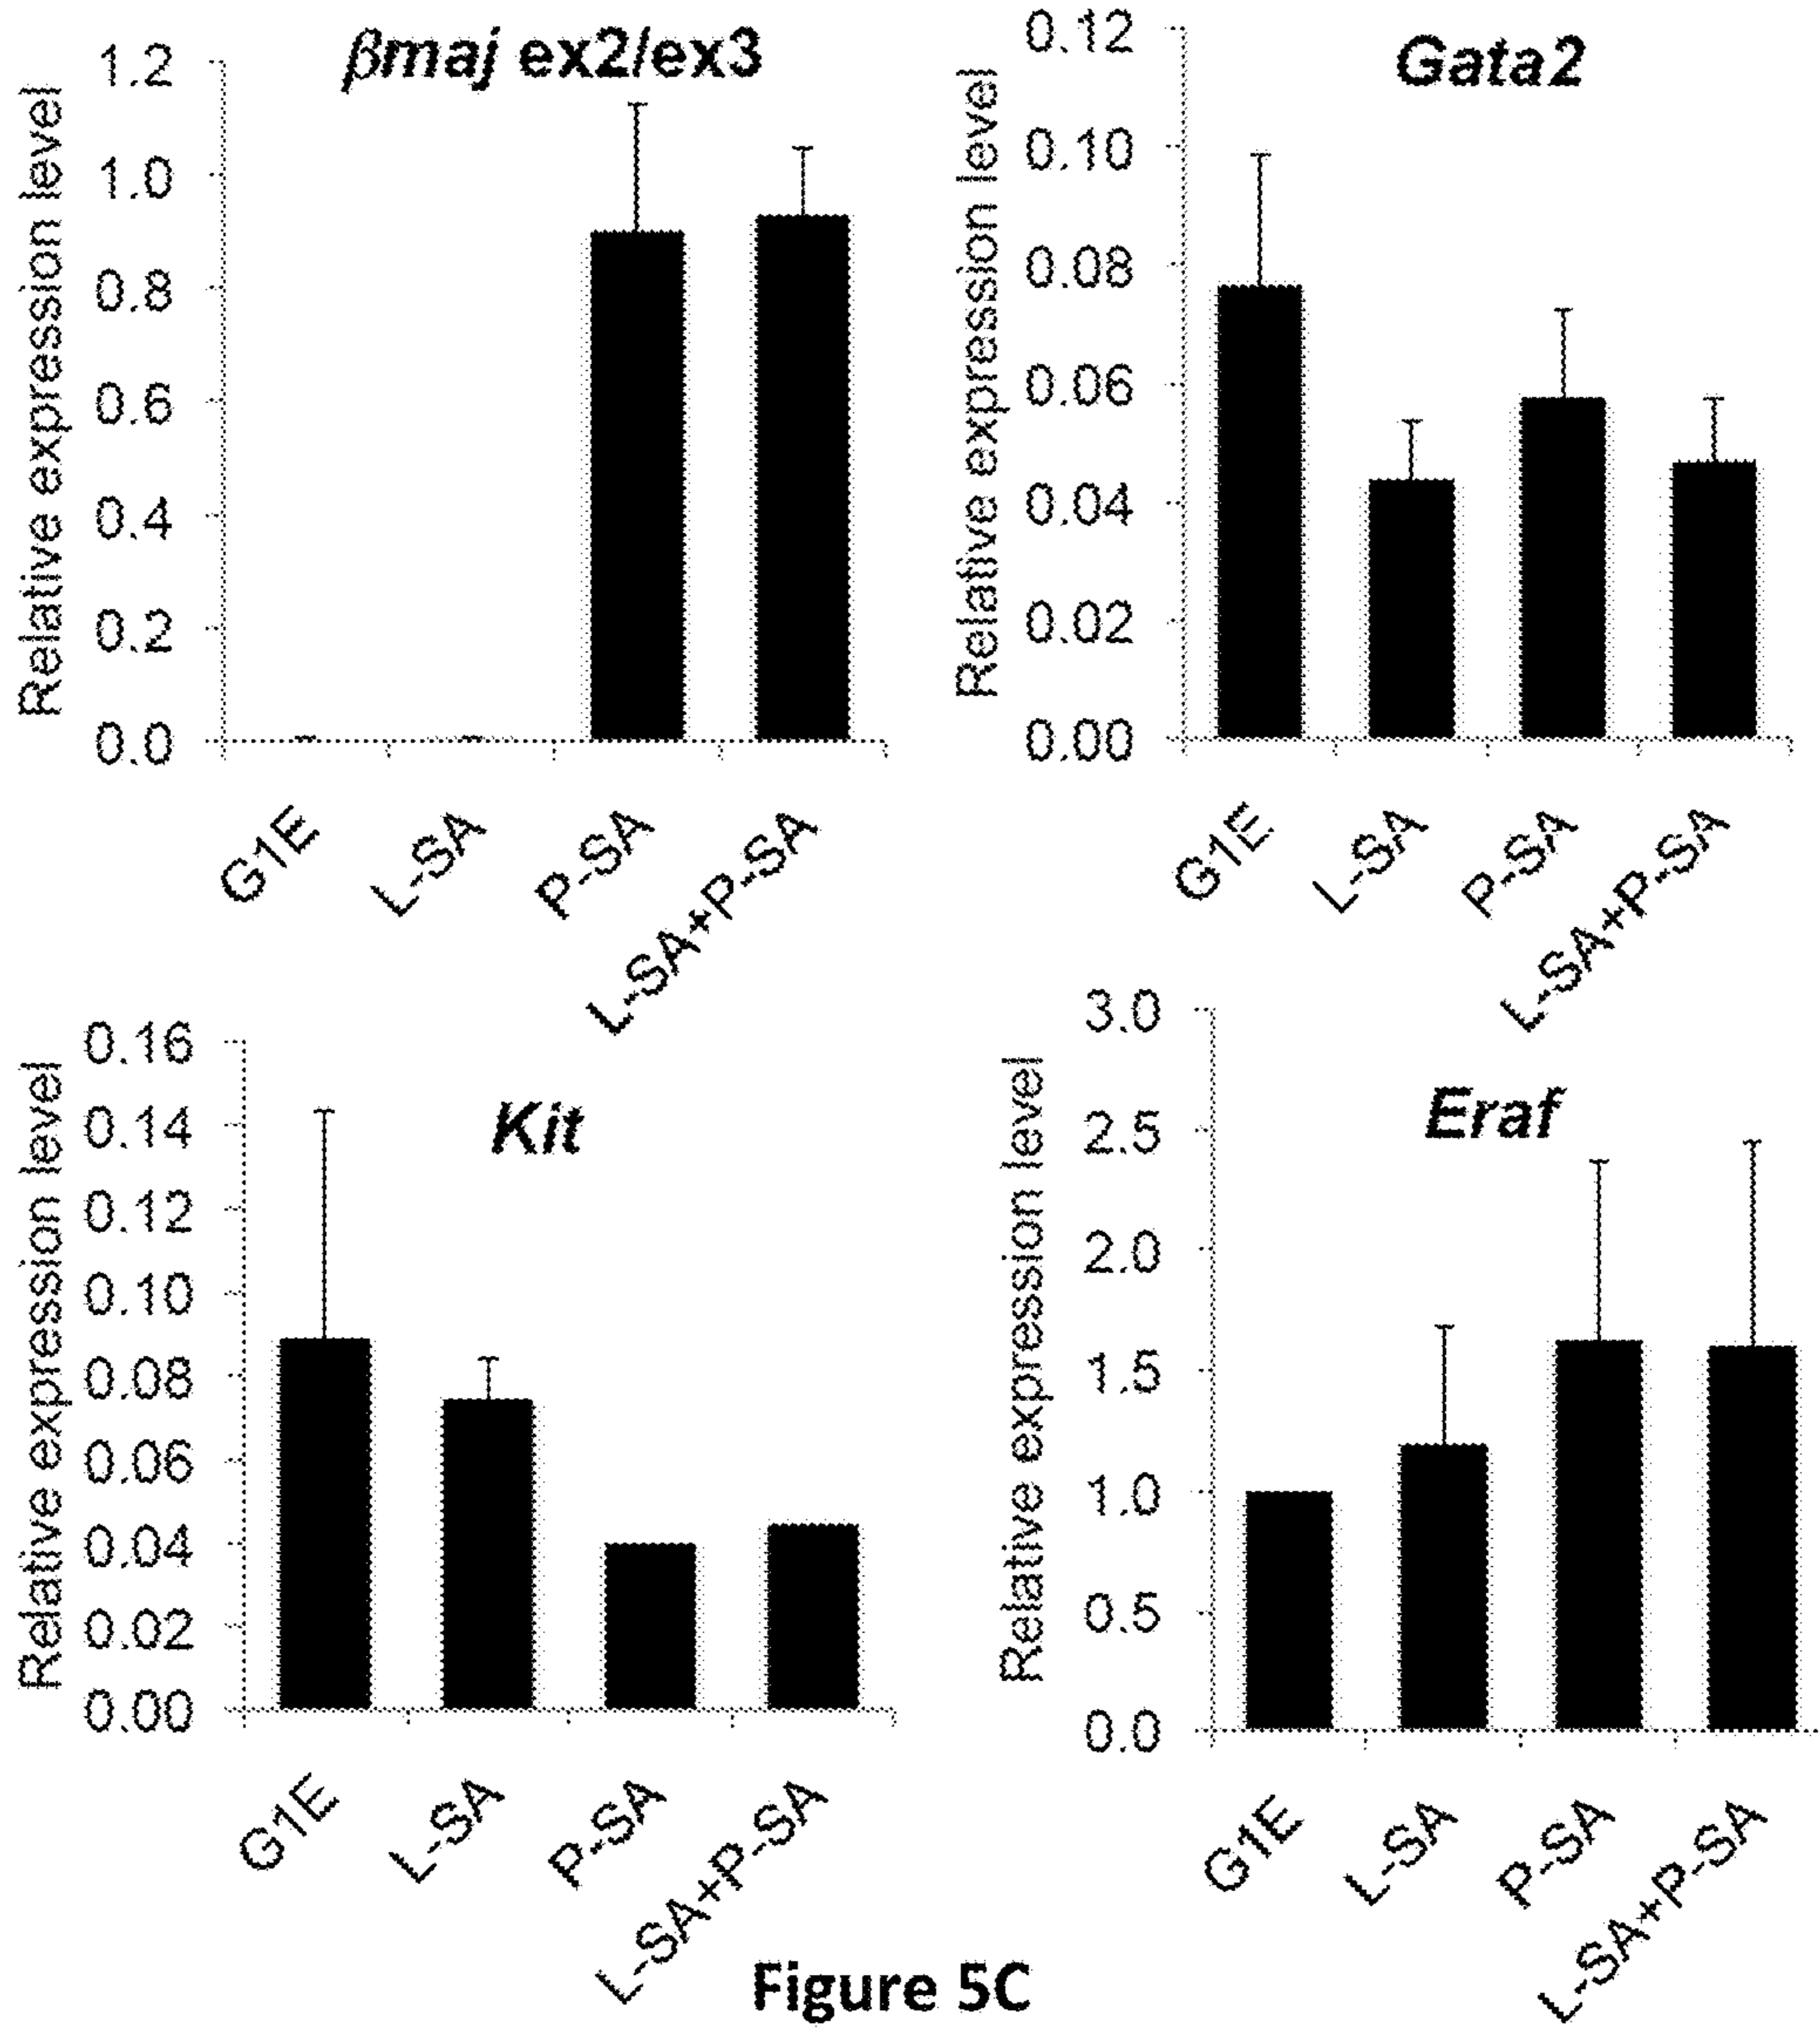 βmaj ex2/ex3
Relative expression level
1.2
1.0
0.8
0.6
0.4
0.2
0.0
G1E
L-SA
P-SA
L-SA+P-SA
Gata2
Relative expression level
0.12
0.10
0.08
0.06
0.04
0.02
0.00
G1E
L-SA
P-SA
L-SA+P-SA
Kit
Relative expression level
0.16
0.14
0.12
0.10
0.08
0.06
0.04
0.02
0.00
G1E
L-SA
P-SA
L-SA+P-SA
Eraf
Relative expression level
3.0
2.5
2.0
1.5
1.0
0.5
0.0
G1E
L-SA
P-SA
L-SA+P-SA
Figure 5C